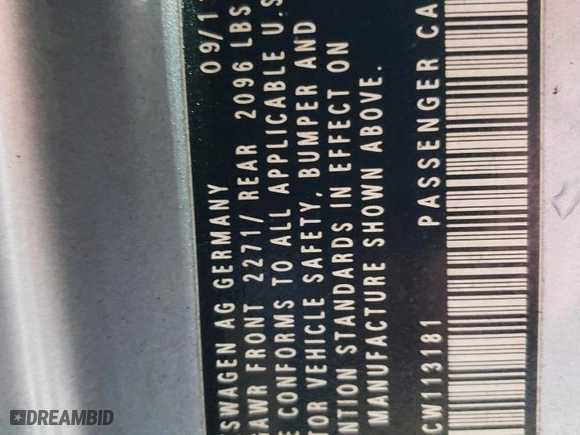 SWAGEN AG GERMANY 09/1
GAWR FRONT 2271/ REAR 2096 LBS
E CONFORMS TO ALL APPLICABLE U.S
TOR VEHICLE SAFETY, BUMPER AND
NTION STANDARDS IN EFFECT ON
MANUFACTURE SHOWN ABOVE.
CW113181 PASSENGER CA
DREAMBID